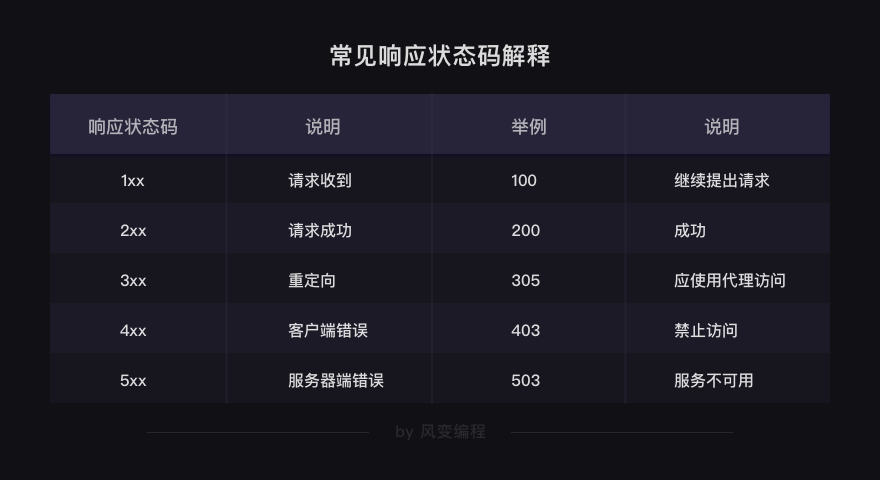 常见响应状态码解释
响应状态码 说明 举例 说明
1xx 请求收到 100 继续提出请求
2xx 请求成功 200 成功
3xx 重定向 305 应使用代理访问
4xx 客户端错误 403 禁止访问
5xx 服务器端错误 503 服务不可用
by 风变编程